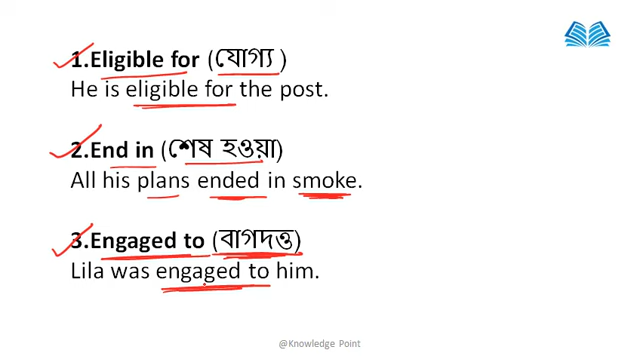 1.Eligible for (যোগ্য )
He is eligible for the post.
2.End in (শেষ হওয়া)
All his plans ended in smoke.
3.Engaged to (বাগদত্ত)
Lila was engaged to him.
@Knowledge Point